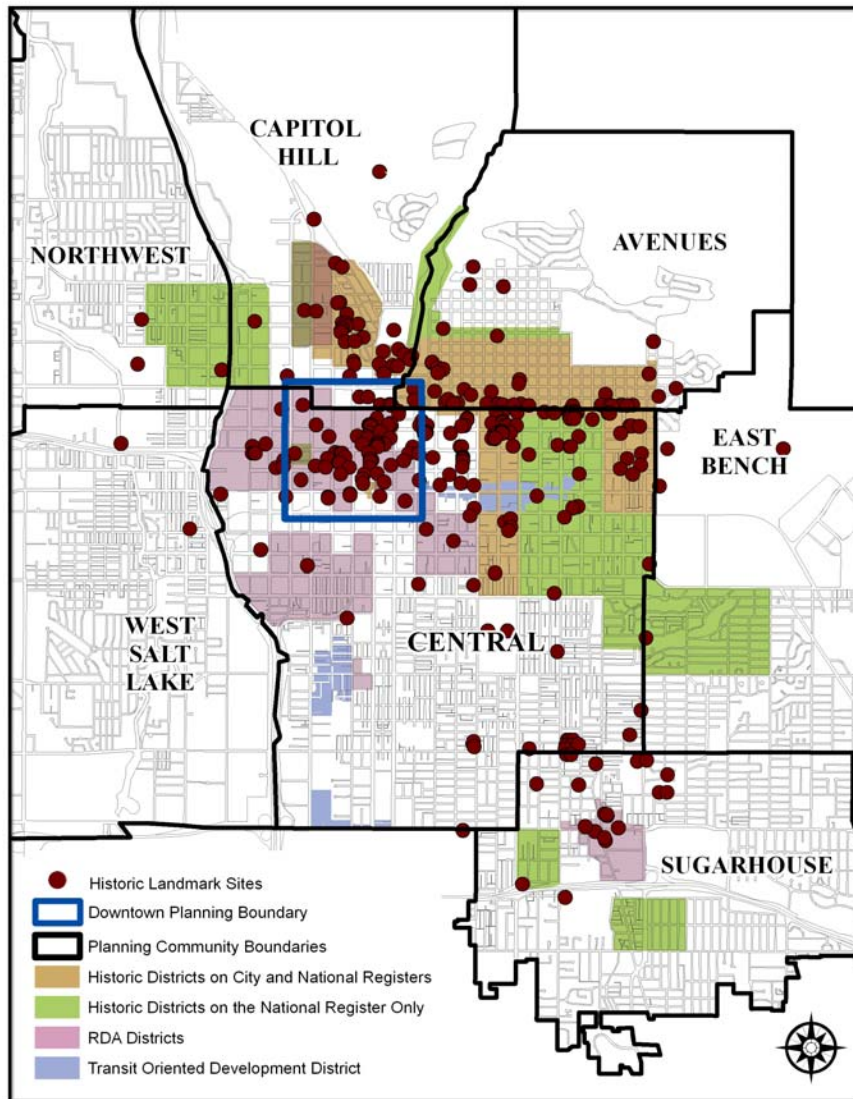 CAPITOL
HILL
NORTHWEST
AVENUES
EAST
BENCH
WEST
SALT
LAKE
CENTRAL
SUGARHOUSE
Historic Landmark Sites
Downtown Planning Boundary
Planning Community Boundaries
Historic Districts on City and National Registers
Historic Districts on the National Register Only
RDA Districts
Transit Oriented Development District